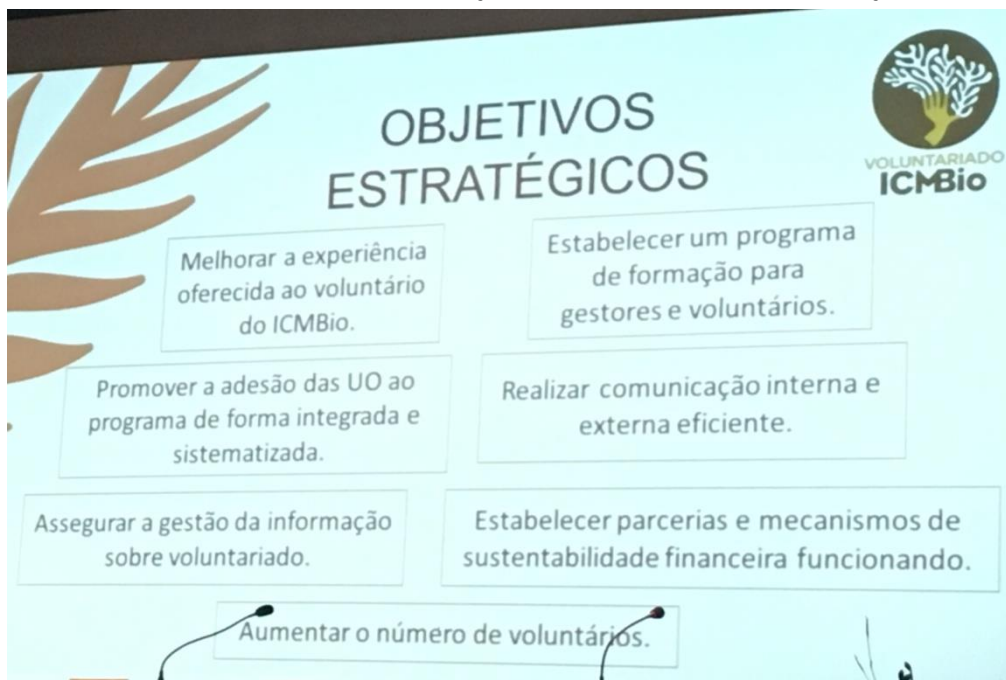 OBJETIVOS
ESTRATÉGICOS
VOLUNTARIADO
ICMBio
Melhorar a experiência
oferecida ao voluntário
do ICMBio.
Estabelecer um programa
de formação para
gestores e voluntários.
Promover a adesão das UO ao
programa de forma integrada e
sistematizada.
Realizar comunicação interna e
externa eficiente.
Assegurar a gestão da informação
sobre voluntariado.
Estabelecer parcerias e mecanismos de
sustentabilidade financeira funcionando.
Aumentar o número de voluntários.